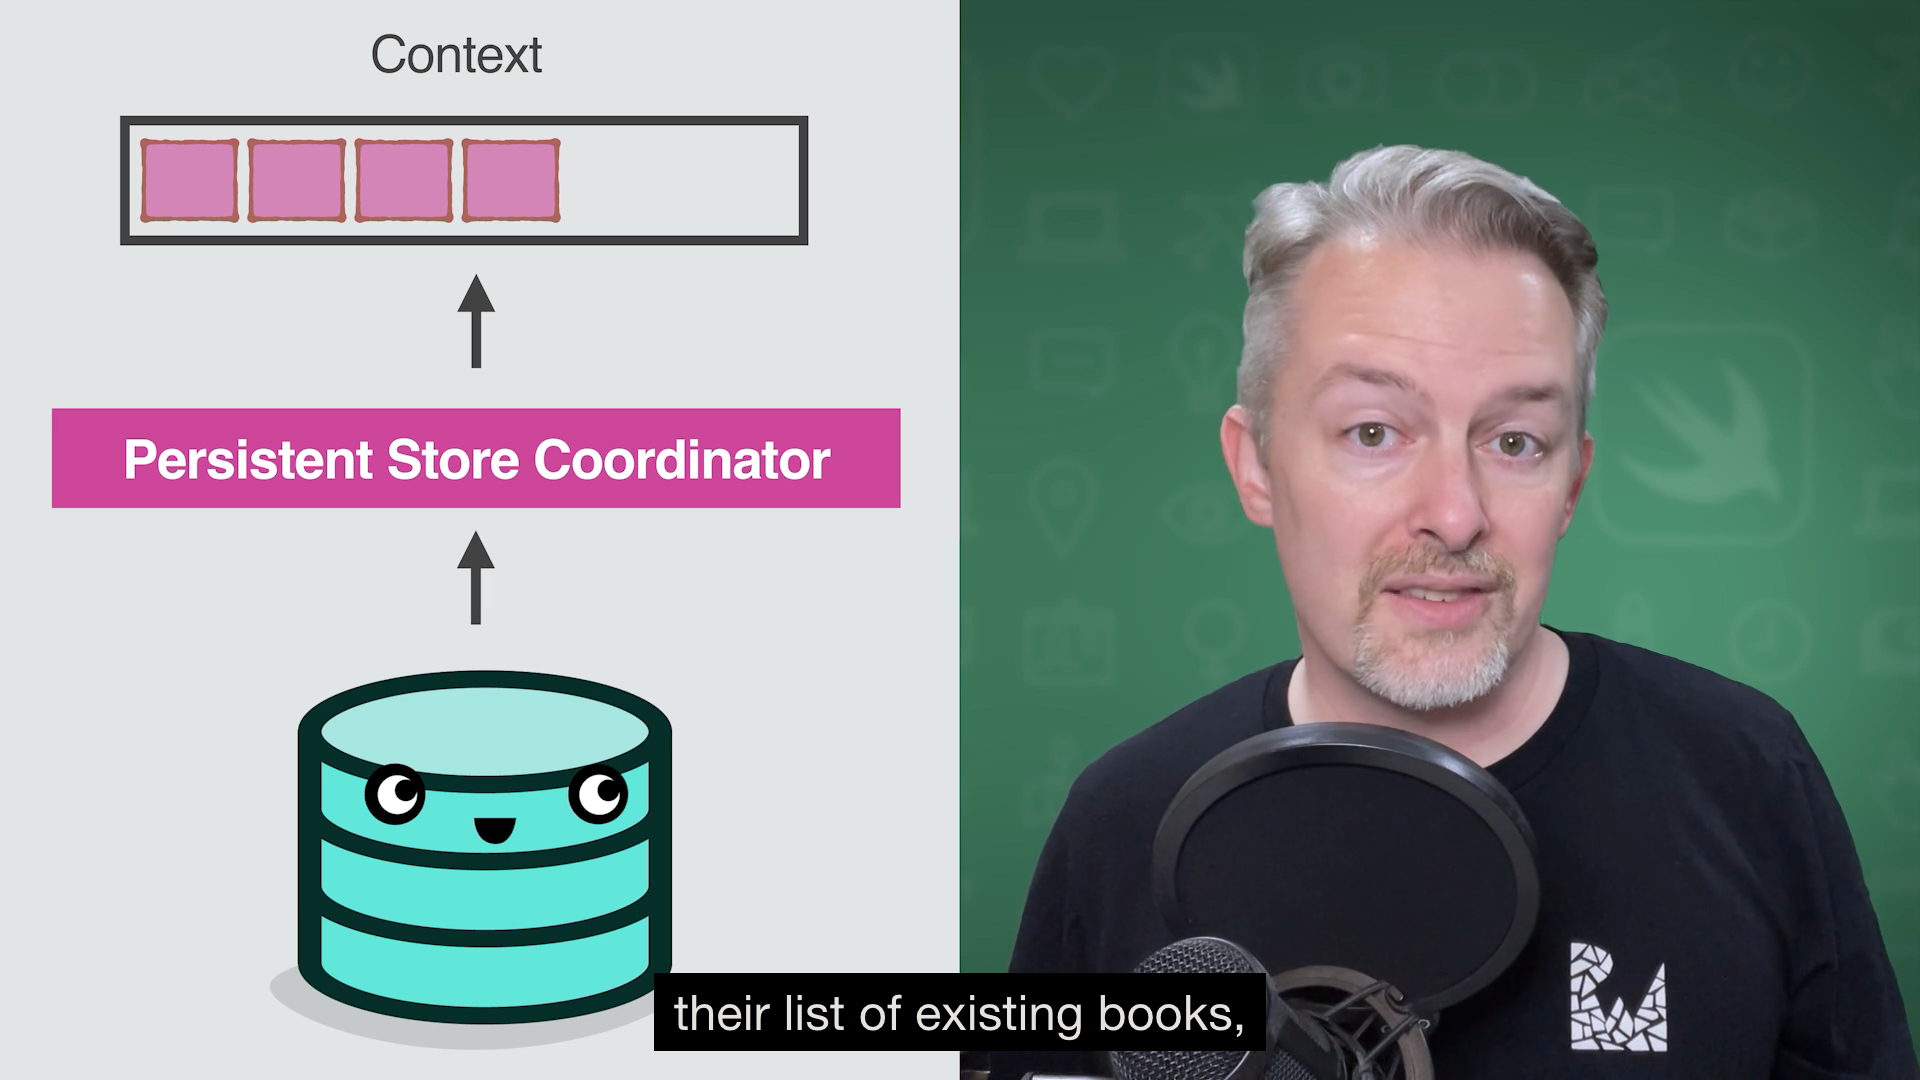 Context
Persistent Store Coordinator
their list of existing books,